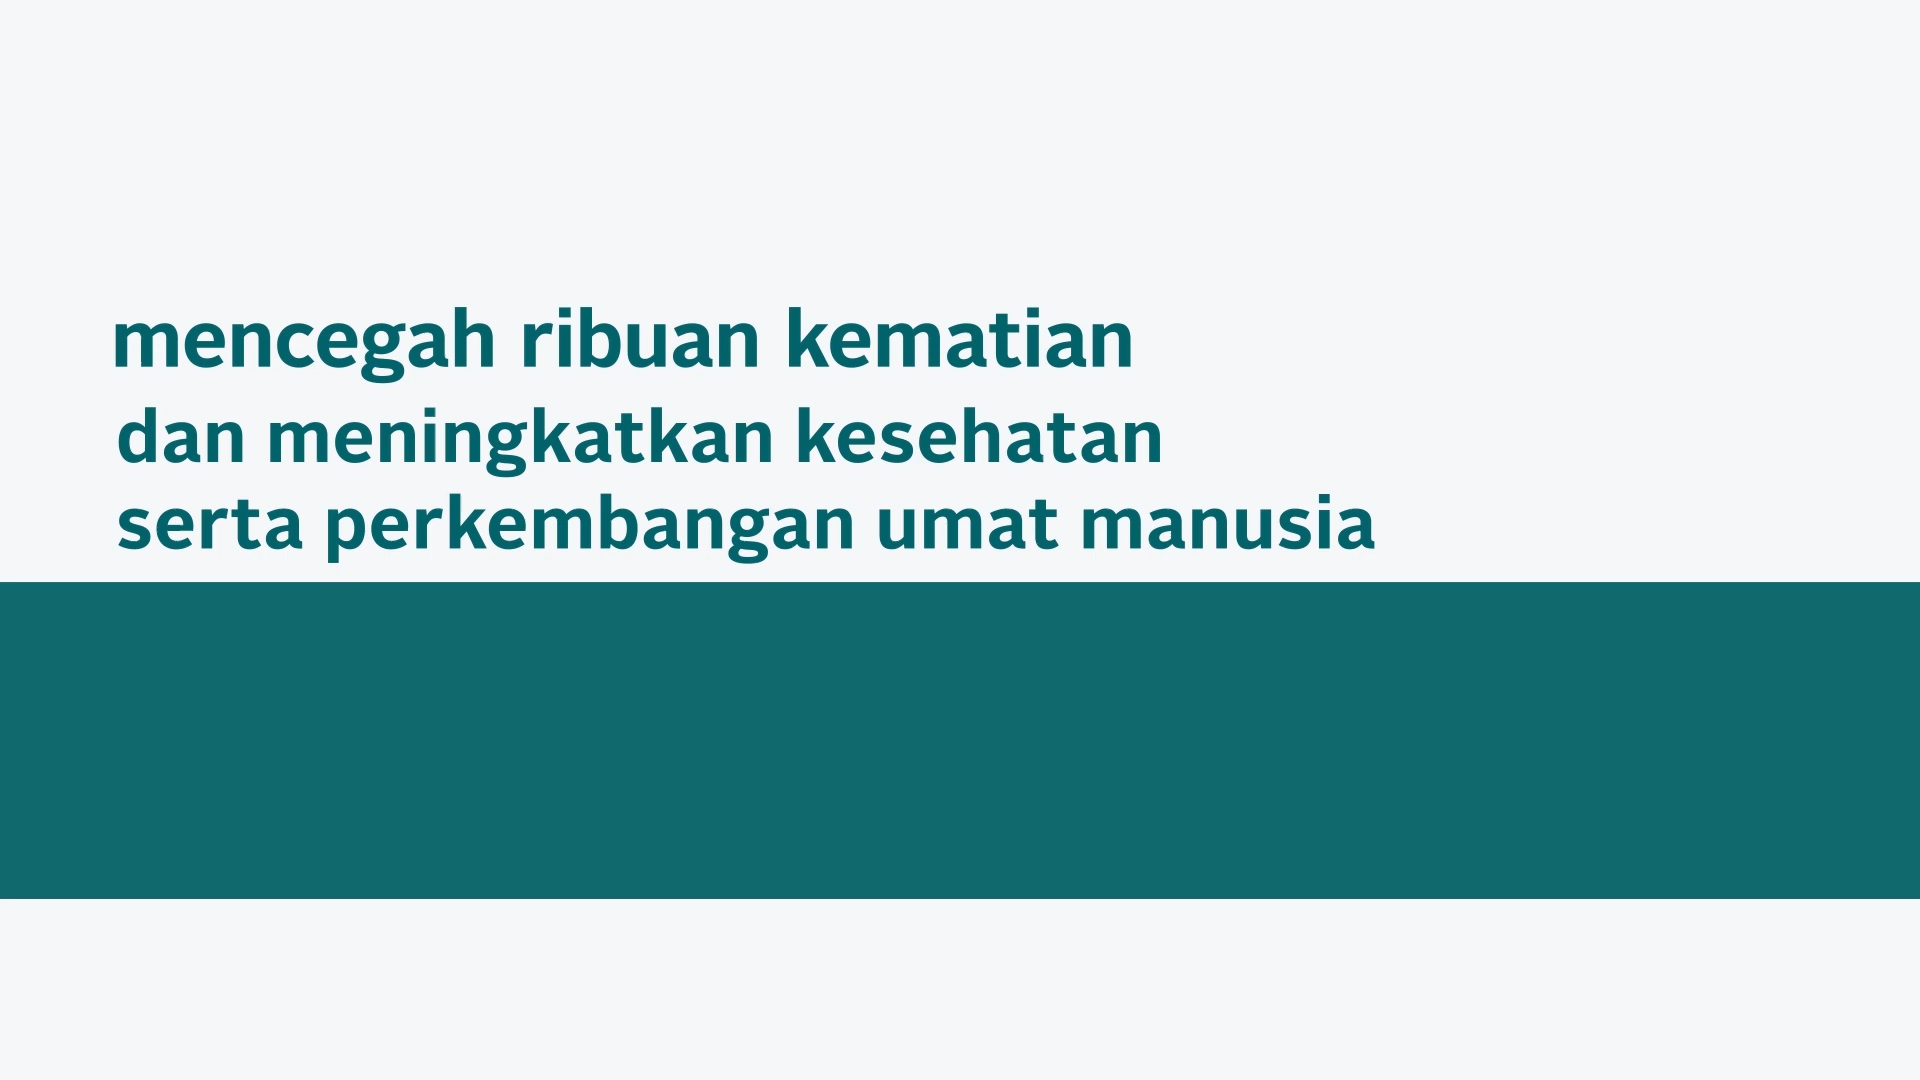 mencegah ribuan kematian
dan meningkatkan kesehatan
serta perkembangan umat manusia